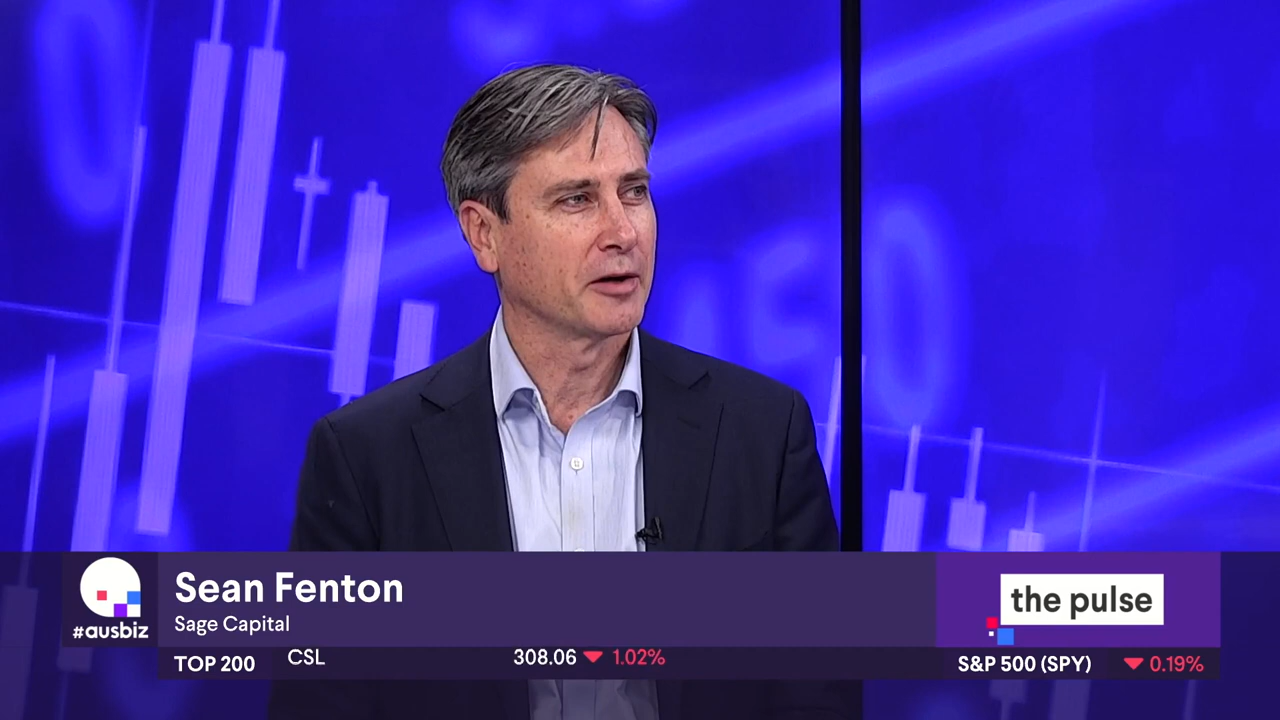 Sean Fenton
Sage Capital
#ausbiz
the pulse
TOP 200
CSL 308.06 1.02%
S&P 500 (SPY) 0.19%